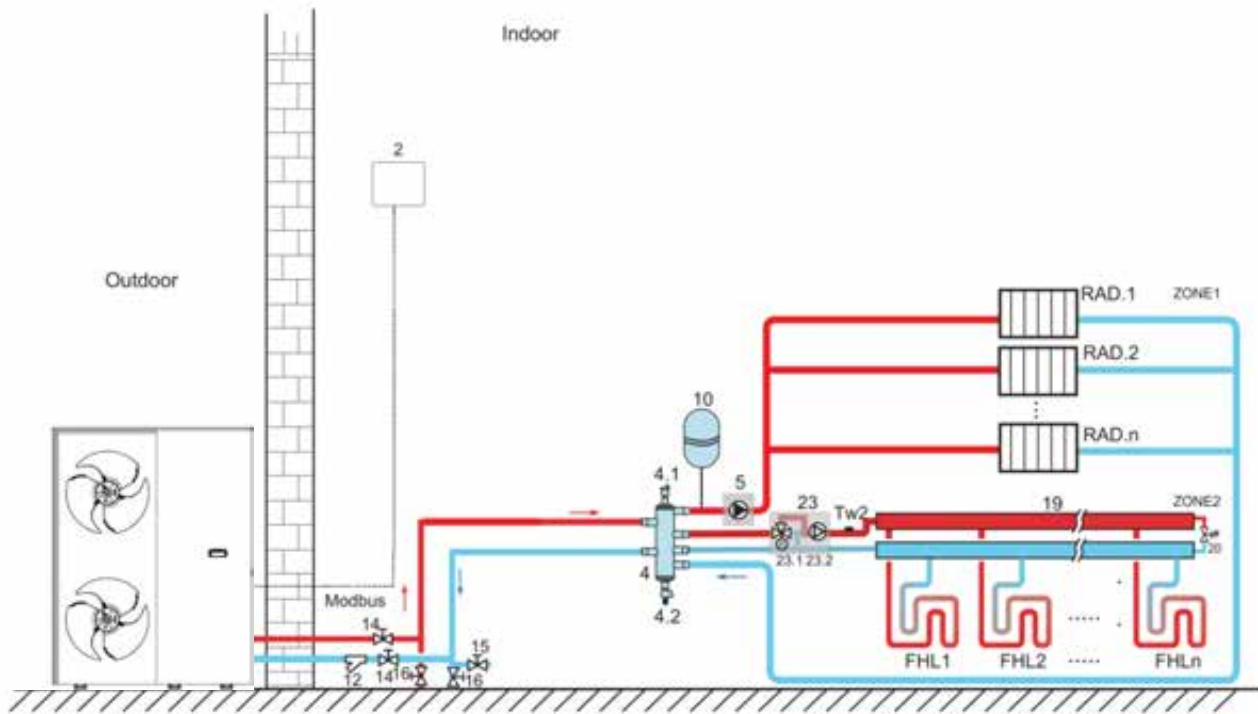 Indoor
2
Outdoor
RAD.1
ZONE1
RAD.2
10
RAD.n
4.1
5
23
Tw2
19
ZONE2
20
23.1
23.2
4
4.2
Modbus
14
15
12
14
16
16
FHL1
FHL2
.....
FHLn